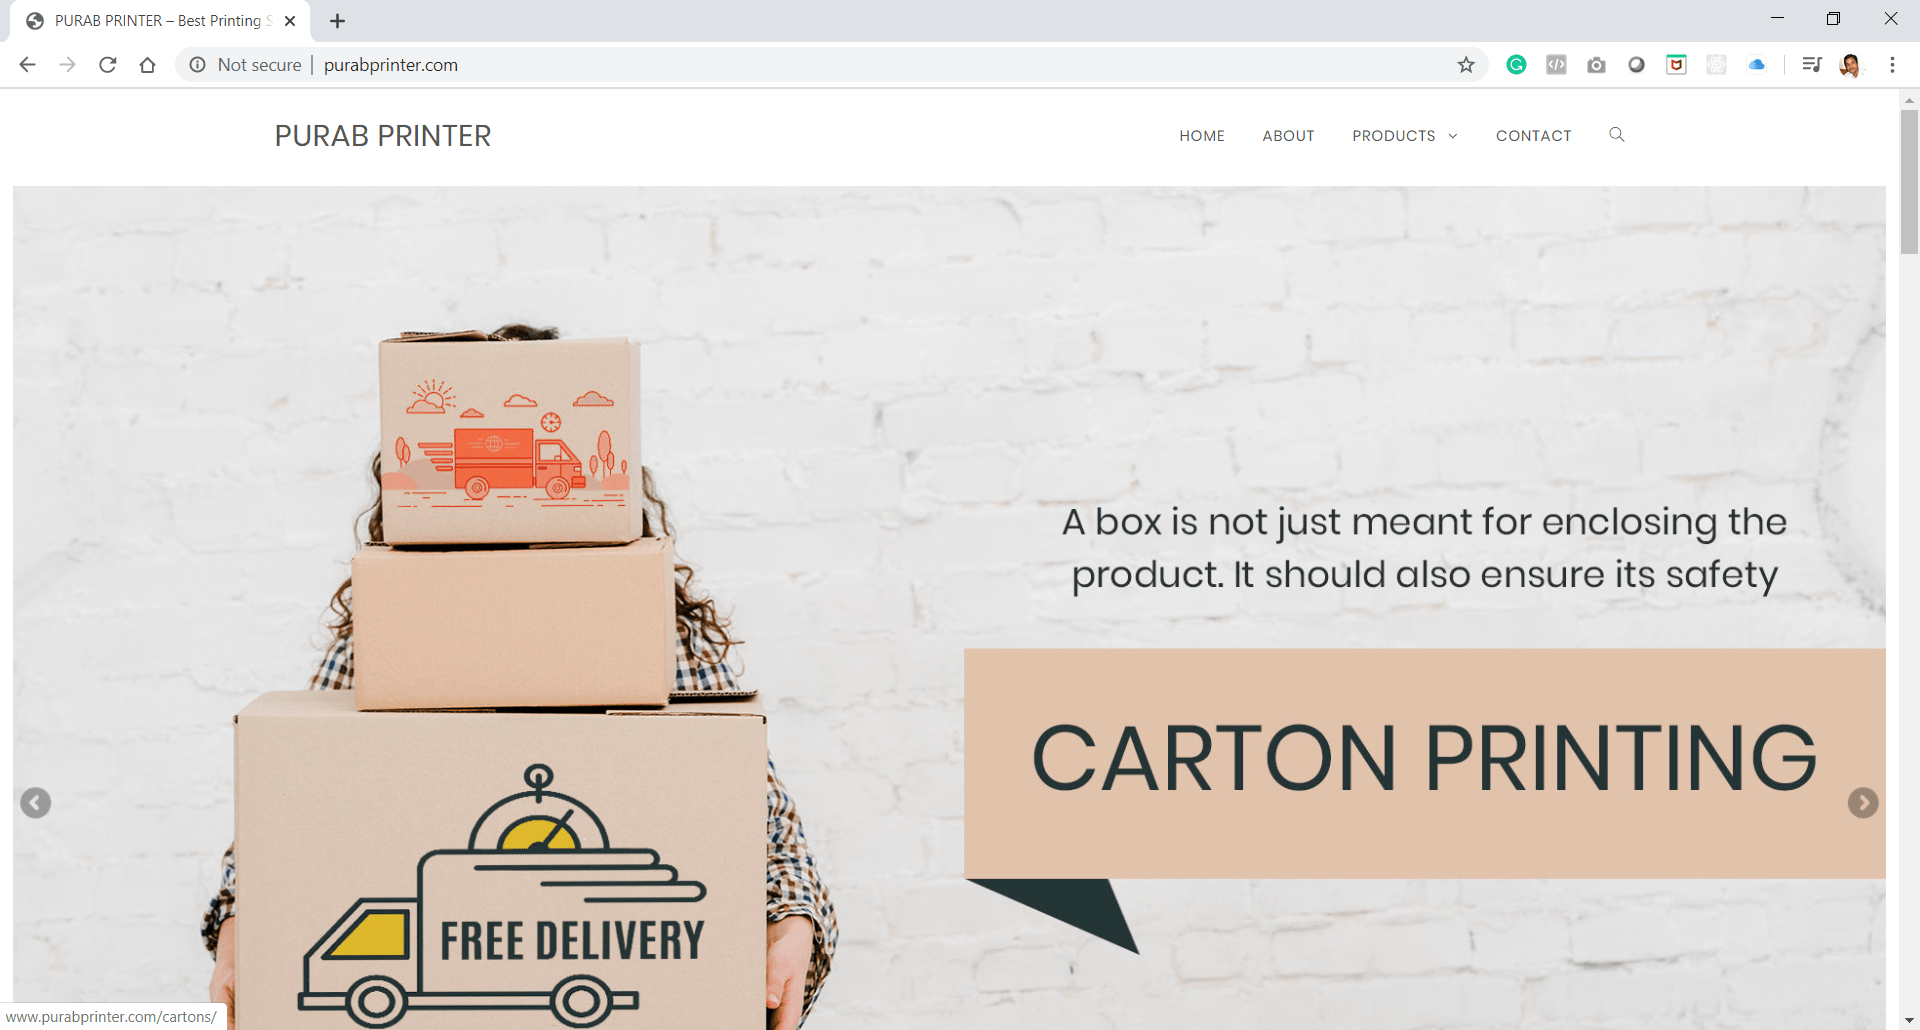 PURAB PRINTER – Best Printing S
Not secure | purabprinter.com
PURAB PRINTER
HOME ABOUT PRODUCTS CONTACT
A box is not just meant for enclosing the
product. It should also ensure its safety
CARTON PRINTING
FREE DELIVERY
www.purabprinter.com/cartons/